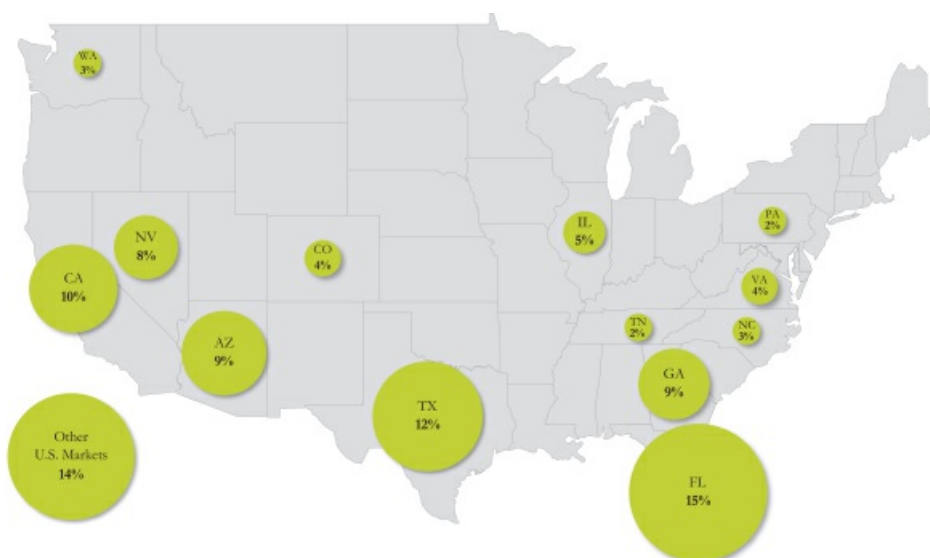 WA
3%
NV
8%
CA
10%
CO
4%
AZ
9%
IL
5%
PA
2%
VA
4%
TN
2%
NC
3%
GA
9%
TX
12%
Other
U.S. Markets
14%
FL
15%